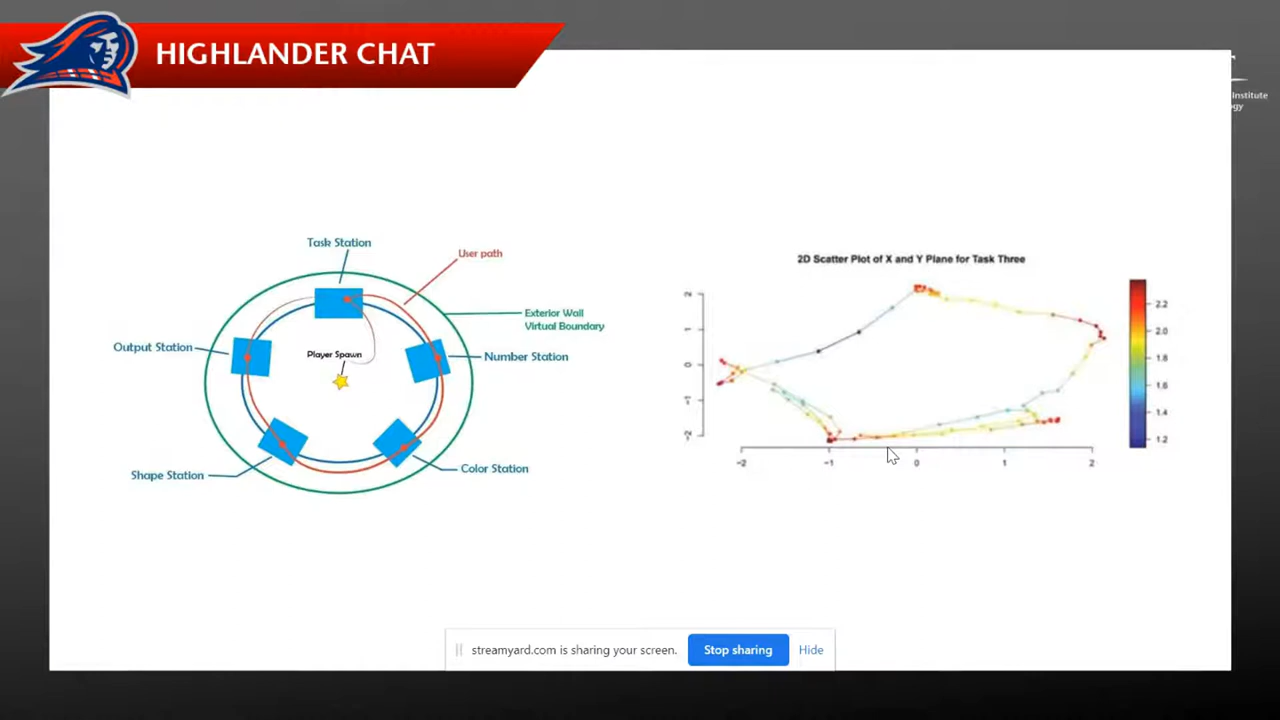 HIGHLANDER CHAT
Institute
Task Station
User path
Exterior Wall
Virtual Boundary
Output Station
Player Spawn
Number Station
Shape Station
Color Station
2D Scatter Plot of X and Y Plane for Task Three
2
1
0
−1
−2
−2
−1
0
1
2
2.2
2.0
1.8
1.6
1.4
1.2
streamyard.com is sharing your screen.
Stop sharing
Hide